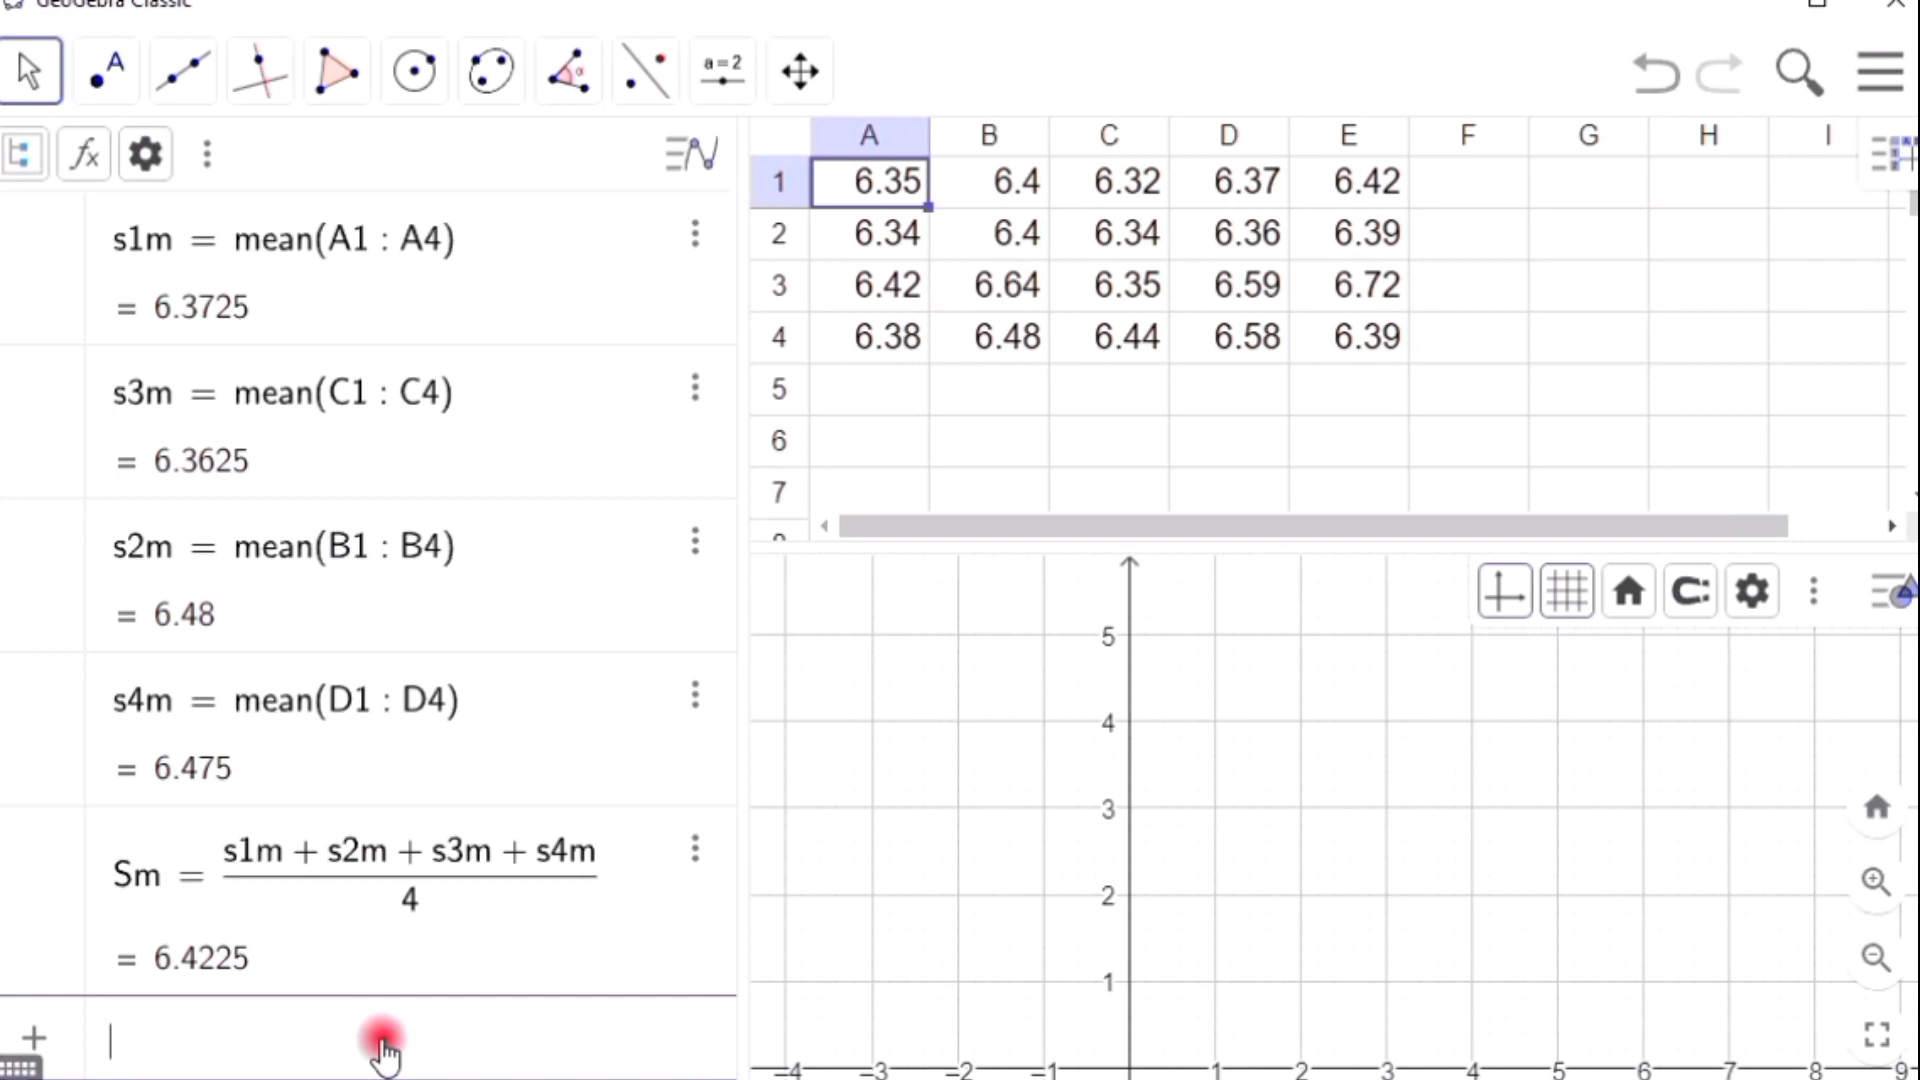 GeoGebra Classic
A
α
a = 2
fx
s1m = mean(A1 : A4)
= 6.3725
s3m = mean(C1 : C4)
= 6.3625
s2m = mean(B1 : B4)
= 6.48
s4m = mean(D1 : D4)
= 6.475
s1m + s2m + s3m + s4m
Sm =
4
= 6.4225
+
A B C D E F G H I
1 6.35 6.4 6.32 6.37 6.42
2 6.34 6.4 6.34 6.36 6.39
3 6.42 6.64 6.35 6.59 6.72
4 6.38 6.48 6.44 6.58 6.39
5
6
7
5
4
3
2
1
–4 –3 –2 –1 1 2 3 4 5 6 7 8 9